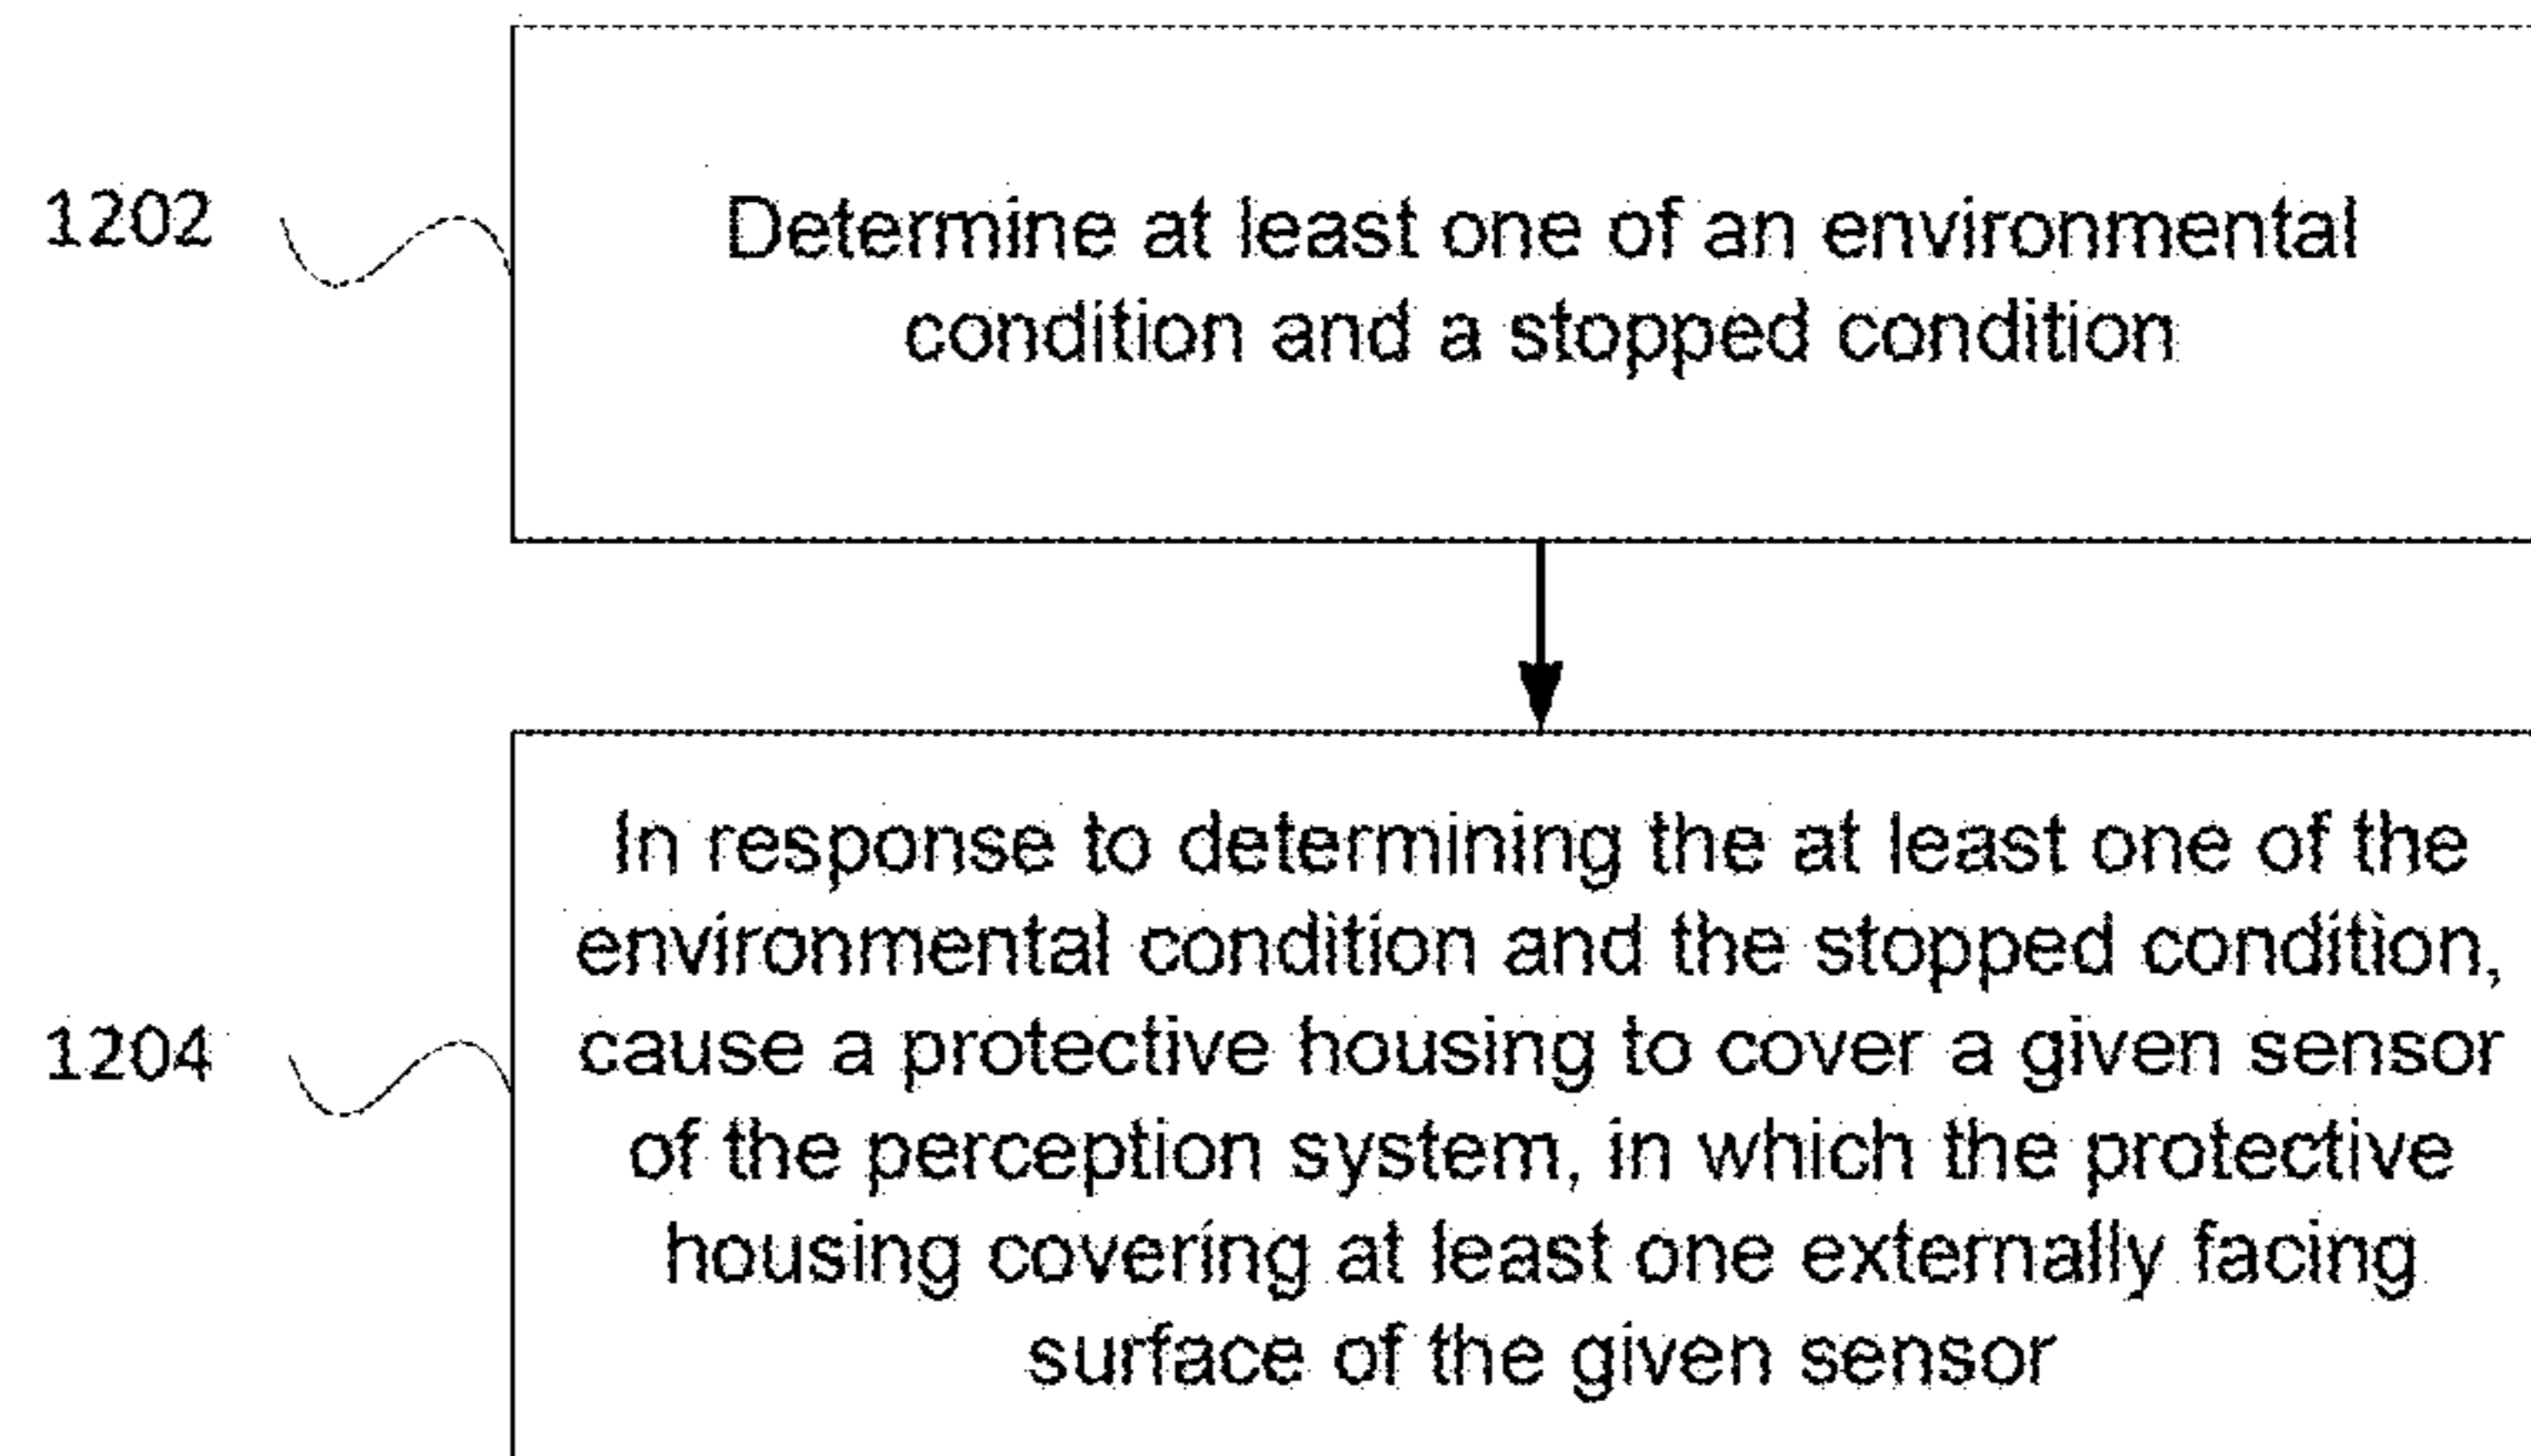 1202
Determine at least one of an environmental
condition and a stopped condition
In response to determining the at least one of the
environmental condition and the stopped condition,
1204
cause a protective housing to cover a given sensor
of the perception system, in which the protective
housing covering at least one externally facing
surface of the given sensor